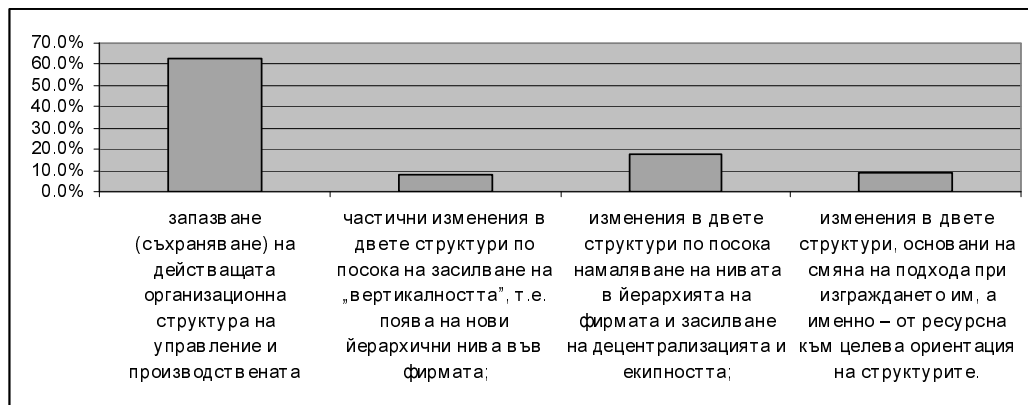 70.0%
60.0%
50.0%
40.0%
30.0%
20.0%
10.0%
0.0%
запазване
(съхраняване) на
действащата
организационна
структура на
управление и
производствената
частични изменения в
двете структури по
посока на засилване на
„вертикалността”, т.е.
поява на нови
йерархични нива във
фирмата;
изменения в двете
структури по посока
намаляване на нивата
в йерархията на
фирмата и засилване
на децентрализацията и
екипността;
изменения в двете
структури, основани на
смяна на подхода при
изграждането им, а
именно – от ресурсна
към целева ориентация
на структурите.